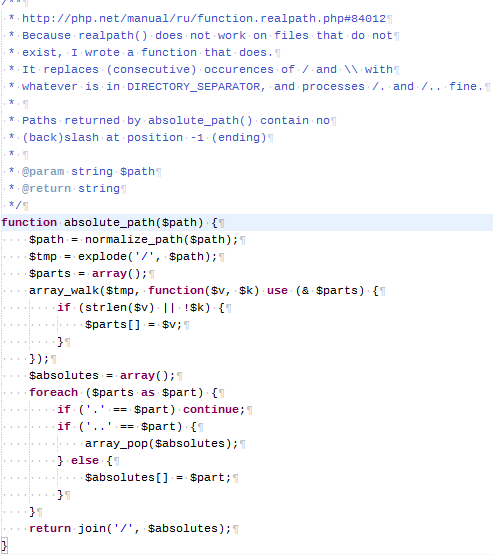 /**
 * http://php.net/manual/ru/function.realpath.php#84012
 * Because realpath() does not work on files that do not
 * exist, I wrote a function that does.
 * It replaces (consecutive) occurences of / and \\ with
 * whatever is in DIRECTORY_SEPARATOR, and processes /. and /.. fine.
 *
 * Paths returned by absolute_path() contain no
 * (back)slash at position -1 (ending)
 *
 * @param string $path
 * @return string
 */
function absolute_path($path) {
    $path = normalize_path($path);
    $tmp = explode('/', $path);
    $parts = array();
    array_walk($tmp, function($v, $k) use (& $parts) {
        if (strlen($v) || !$k) {
            $parts[] = $v;
        }
    });
    $absolutes = array();
    foreach ($parts as $part) {
        if ('.' == $part) continue;
        if ('..' == $part) {
            array_pop($absolutes);
        } else {
            $absolutes[] = $part;
        }
    }
    return join('/', $absolutes);
}